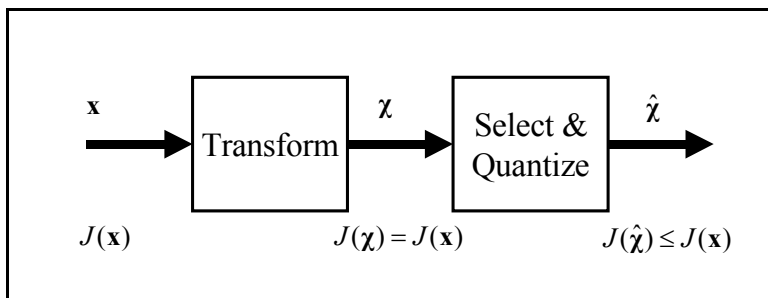 𝐱
Transform
𝛘
Select &
Quantize
𝛘̂
J(𝐱)
J(𝛘) = J(𝐱)
J(𝛘̂) ≤ J(𝐱)